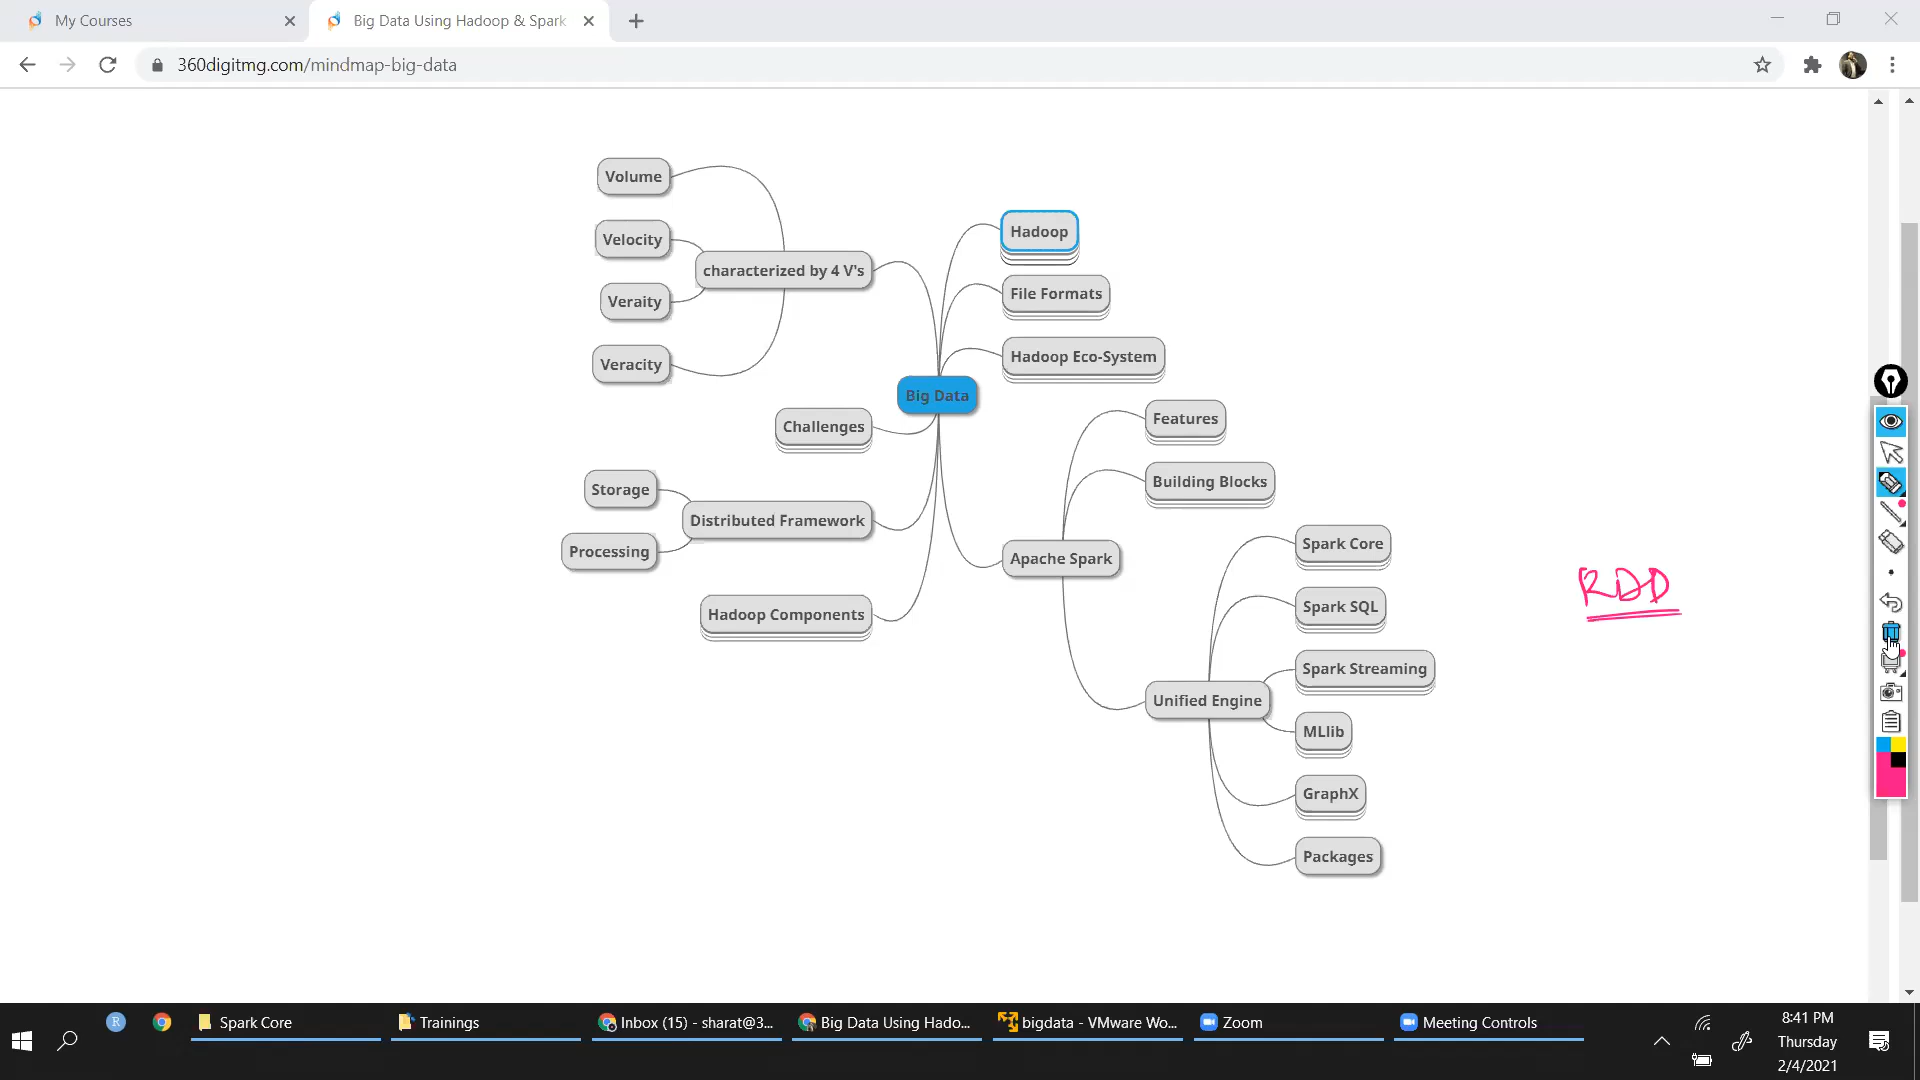 My Courses
Big Data Using Hadoop & Spark
360digitmg.com/mindmap-big-data
Volume
Velocity
Veraity
Veracity
characterized by 4 V's
Challenges
Storage
Processing
Distributed Framework
Hadoop Components
Big Data
Hadoop
File Formats
Hadoop Eco-System
Apache Spark
Features
Building Blocks
Unified Engine
Spark Core
Spark SQL
Spark Streaming
MLlib
GraphX
Packages
RDD
R
Spark Core
Trainings
Inbox (15) - sharat@3...
Big Data Using Hado...
bigdata - VMware Wo...
Zoom
Meeting Controls
8:41 PM
Thursday
2/4/2021